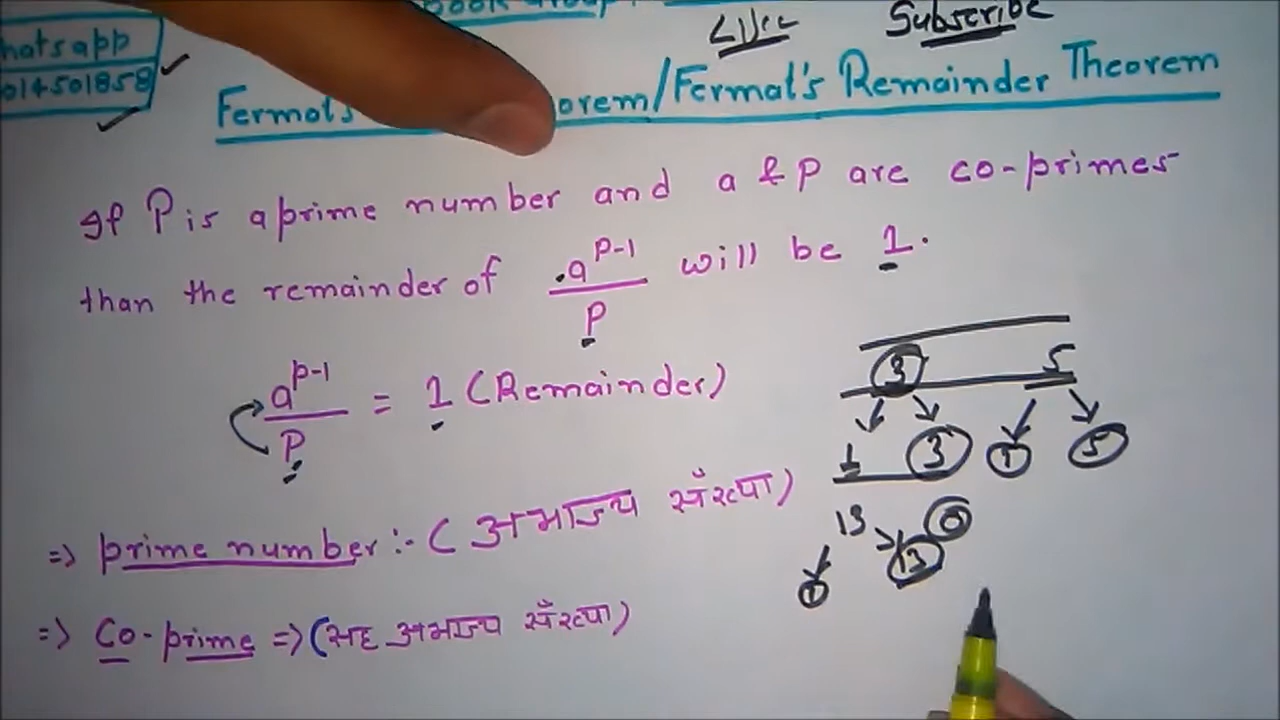 Like Subscribe
hatsapp
Fermat's orem/Fermat's Remainder Theorem
If P is a prime number and a & p are co-primes
than the remainder of a^{p-1}/P will be 1.
a^{p-1}/P = 1 (Remainder)
3 5
1 3 1 5
=> prime number :- (अभाज्य सँख्या)
13
1 13
=> Co-prime => (सह अभाज्य सँख्या)